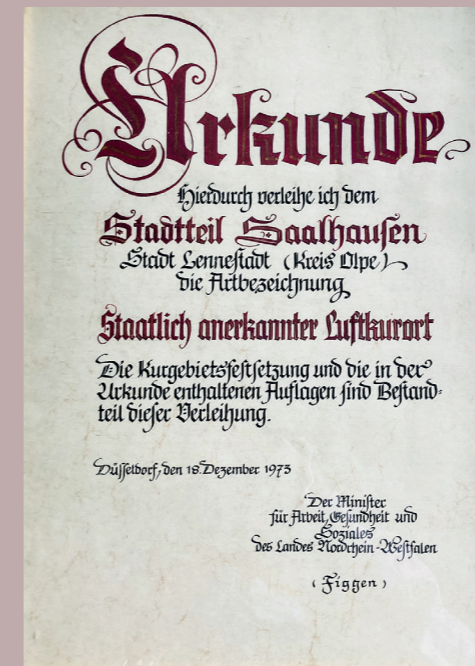 Urkunde
Hierdurch verleihe ich dem
Stadtteil Saalhausen
Stadt Lennestadt (Kreis Olpe)
die Artbezeichnung
Staatlich anerkannter Luftkurort
Die Kurgebietsfestsetzung und die in der
Urkunde enthaltenen Auflagen sind Bestand-
teil dieser Verleihung.
Düsseldorf, den 18. Dezember 1973
Der Minister
für Arbeit, Gesundheit und
Soziales
des Landes Nordrhein-Westfalen
(Figgen)